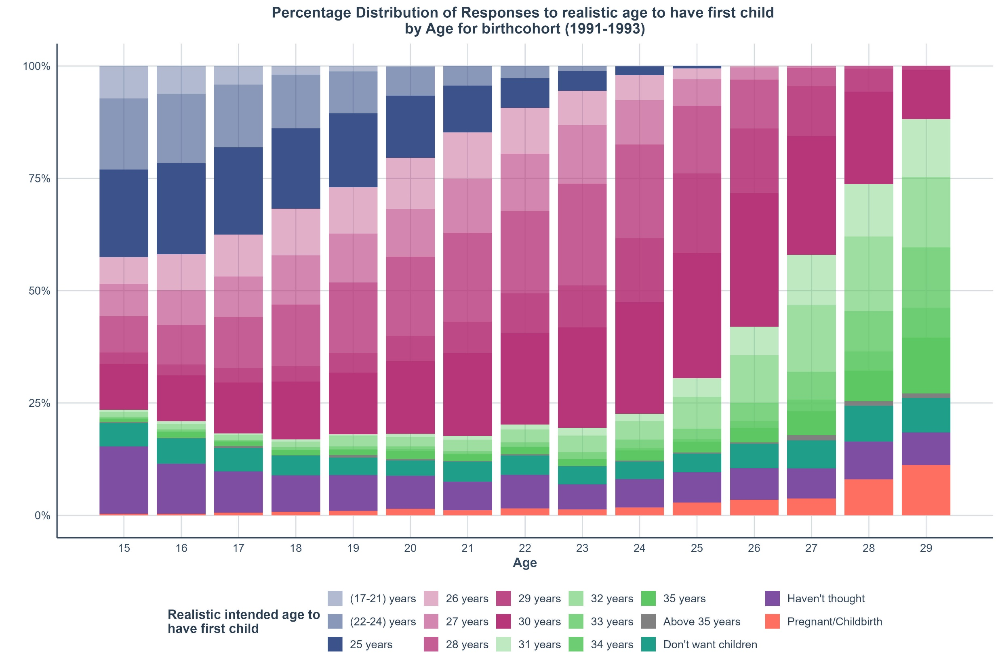 Percentage Distribution of Responses to realistic age to have first child
by Age for birthcohort (1991-1993)
100%
75%
50%
25%
0%
15 16 17 18 19 20 21 22 23 24 25 26 27 28 29
Age
Realistic intended age to
have first child
(17-21) years
(22-24) years
25 years
26 years
27 years
28 years
29 years
30 years
31 years
32 years
33 years
34 years
35 years
Above 35 years
Don't want children
Haven't thought
Pregnant/Childbirth